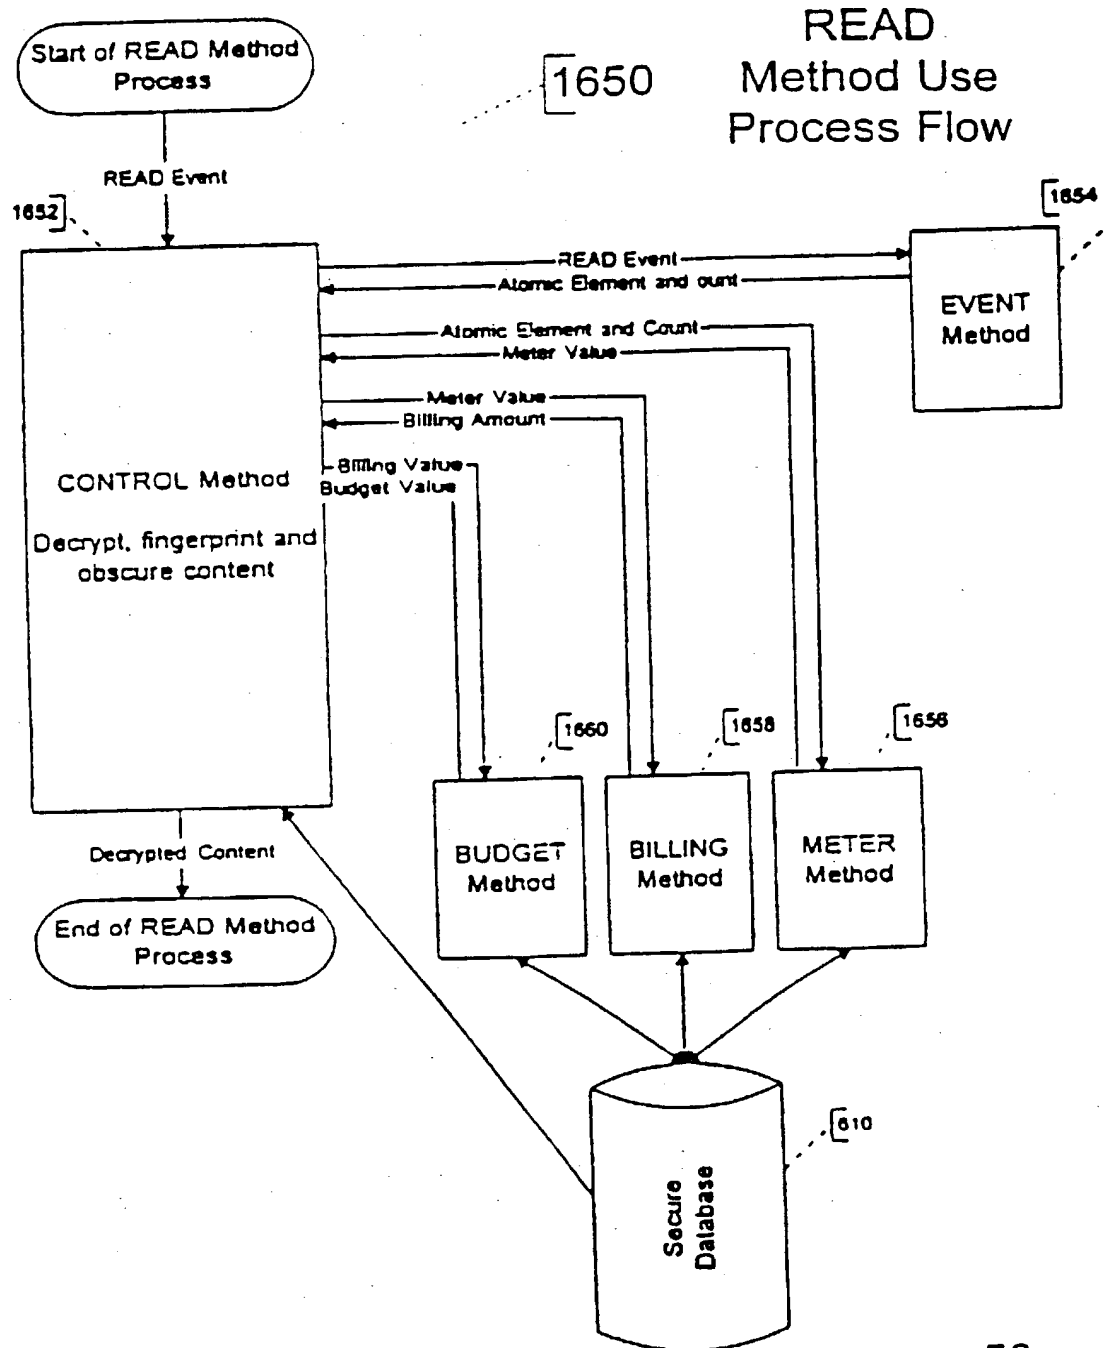 READ
Method Use
Process Flow
1650
Start of READ Method
Process
READ Event
1652
1654
READ Event
Atomic Element and ount
EVENT
Method
Atomic Element and Count
Meter Value
Meter Value
Billing Amount
Billing Value
Budget Value
CONTROL Method
Decrypt, fingerprint and
obscure content
1660
1658
1656
BUDGET
Method
BILLING
Method
METER
Method
Decrypted Content
End of READ Method
Process
610
Secure
Database